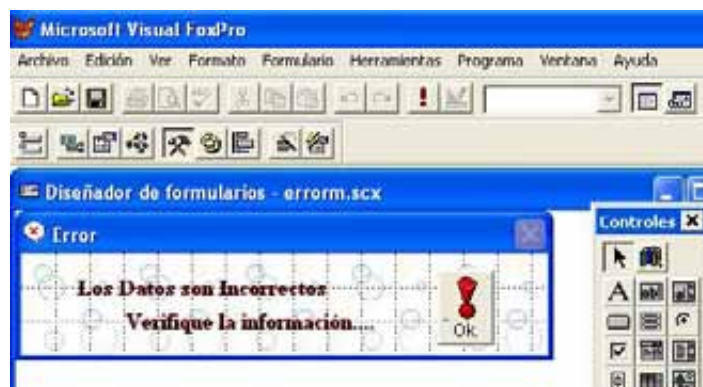 Microsoft Visual FoxPro
Archivo Edición Ver Formato Formulario Herramientas Programa Ventana Ayuda
Diseñador de formularios - errorm.scx
Error
Controles
Los Datos son Incorrectos
Verifique la información....
Ok.